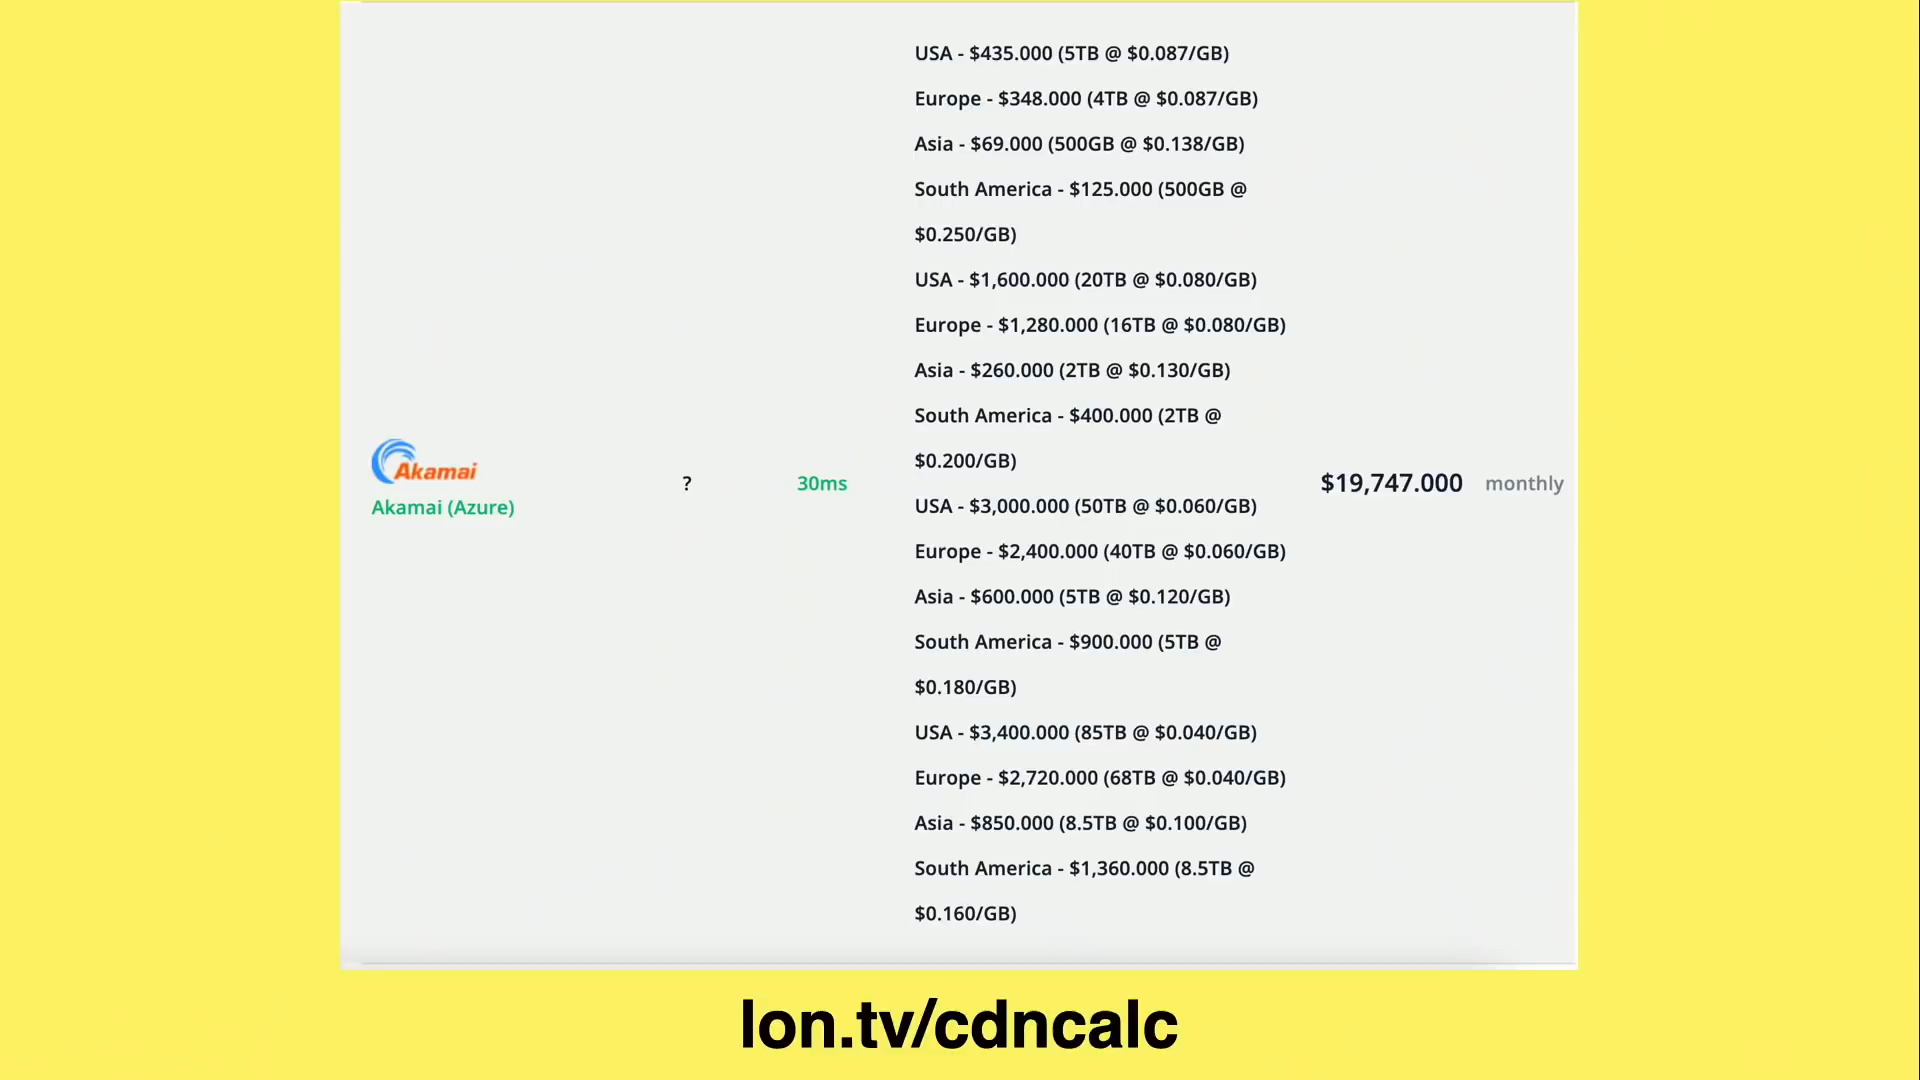 USA - $435.000 (5TB @ $0.087/GB)
Europe - $348.000 (4TB @ $0.087/GB)
Asia - $69.000 (500GB @ $0.138/GB)
South America - $125.000 (500GB @
$0.250/GB)
USA - $1,600.000 (20TB @ $0.080/GB)
Europe - $1,280.000 (16TB @ $0.080/GB)
Asia - $260.000 (2TB @ $0.130/GB)
South America - $400.000 (2TB @
$0.200/GB)
Akamai
Akamai (Azure)
?
30ms
USA - $3,000.000 (50TB @ $0.060/GB)
Europe - $2,400.000 (40TB @ $0.060/GB)
Asia - $600.000 (5TB @ $0.120/GB)
South America - $900.000 (5TB @
$0.180/GB)
USA - $3,400.000 (85TB @ $0.040/GB)
Europe - $2,720.000 (68TB @ $0.040/GB)
Asia - $850.000 (8.5TB @ $0.100/GB)
South America - $1,360.000 (8.5TB @
$0.160/GB)
$19,747.000 monthly
lon.tv/cdncalc